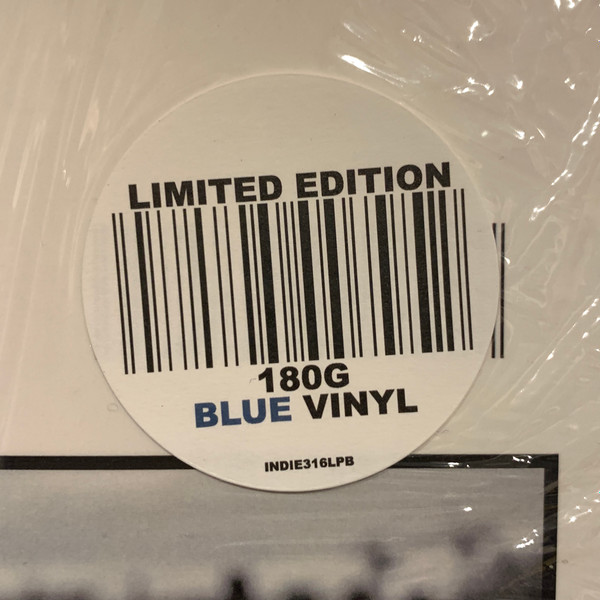 LIMITED EDITION
180G
BLUE VINYL
INDIE316LPB